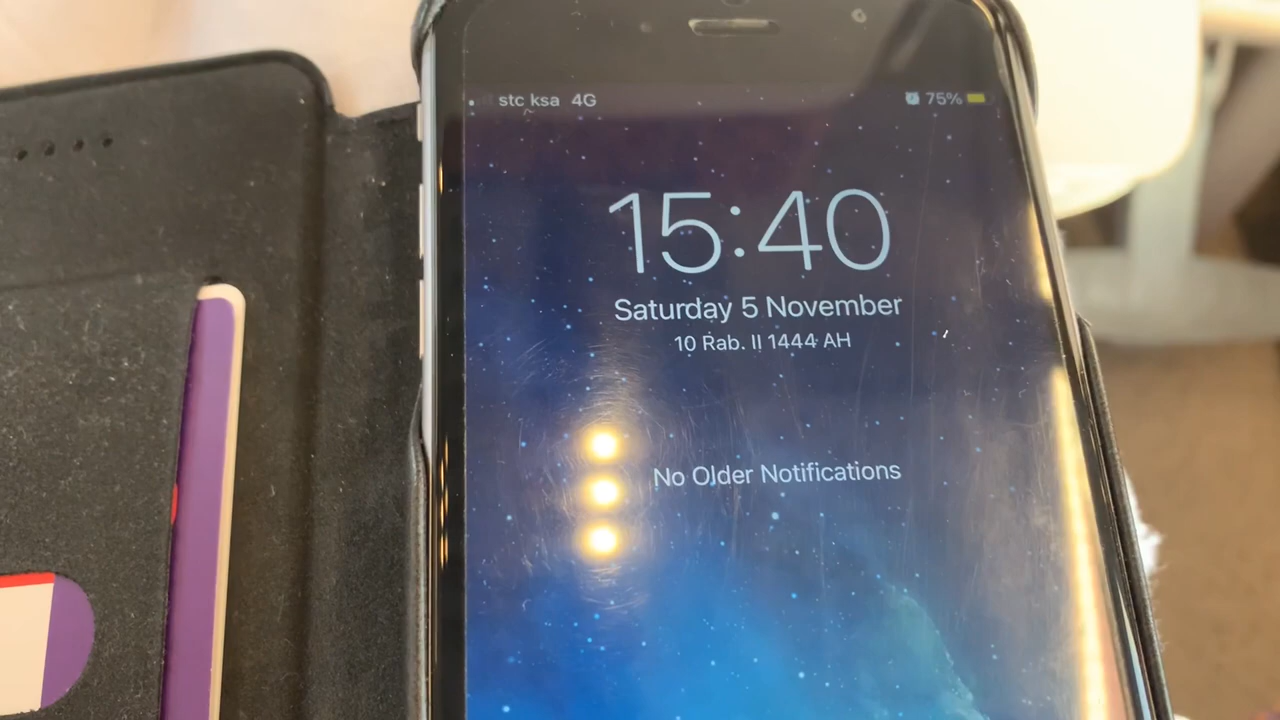 stc ksa 4G 75%
15:40
Saturday 5 November
10 Rab. II 1444 AH
No Older Notifications